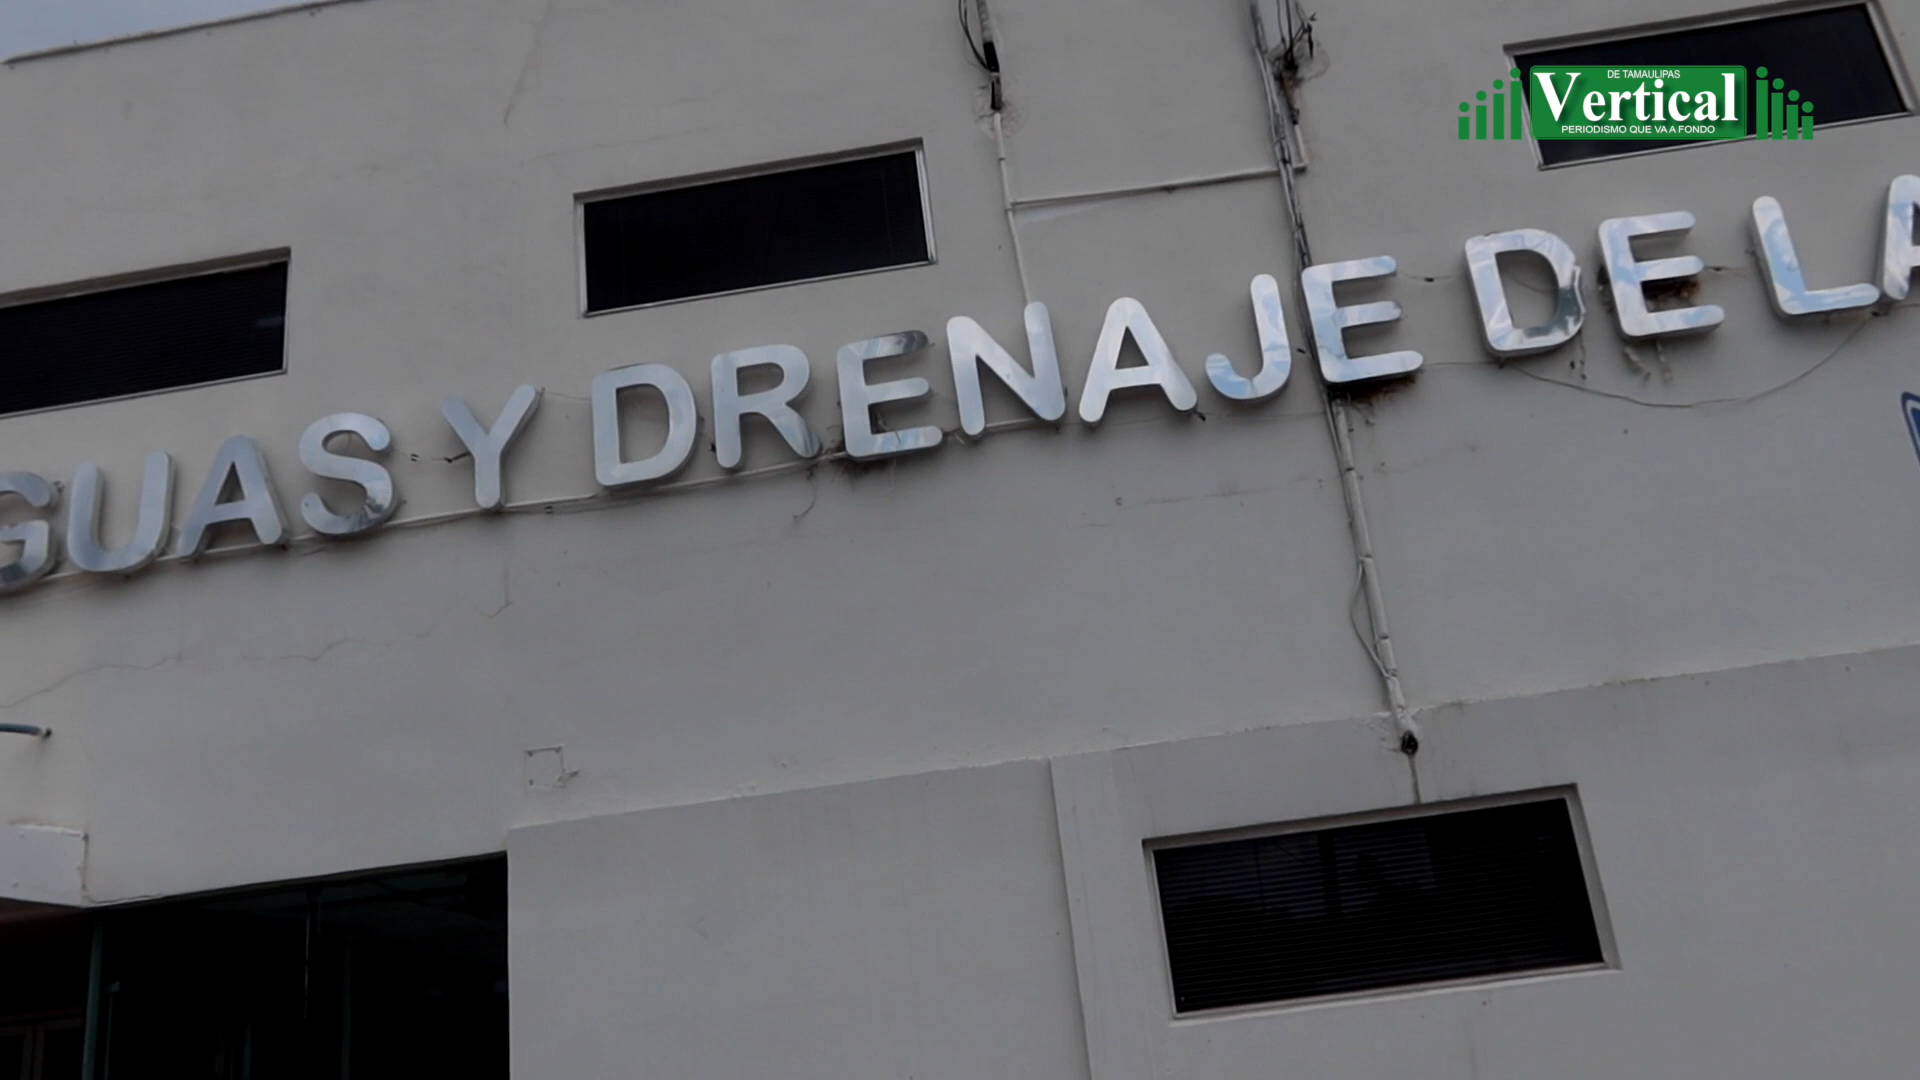 DE TAMAULIPAS
Vertical
PERIODISMO QUE VA A FONDO
GUAS Y DRENAJE DE LA